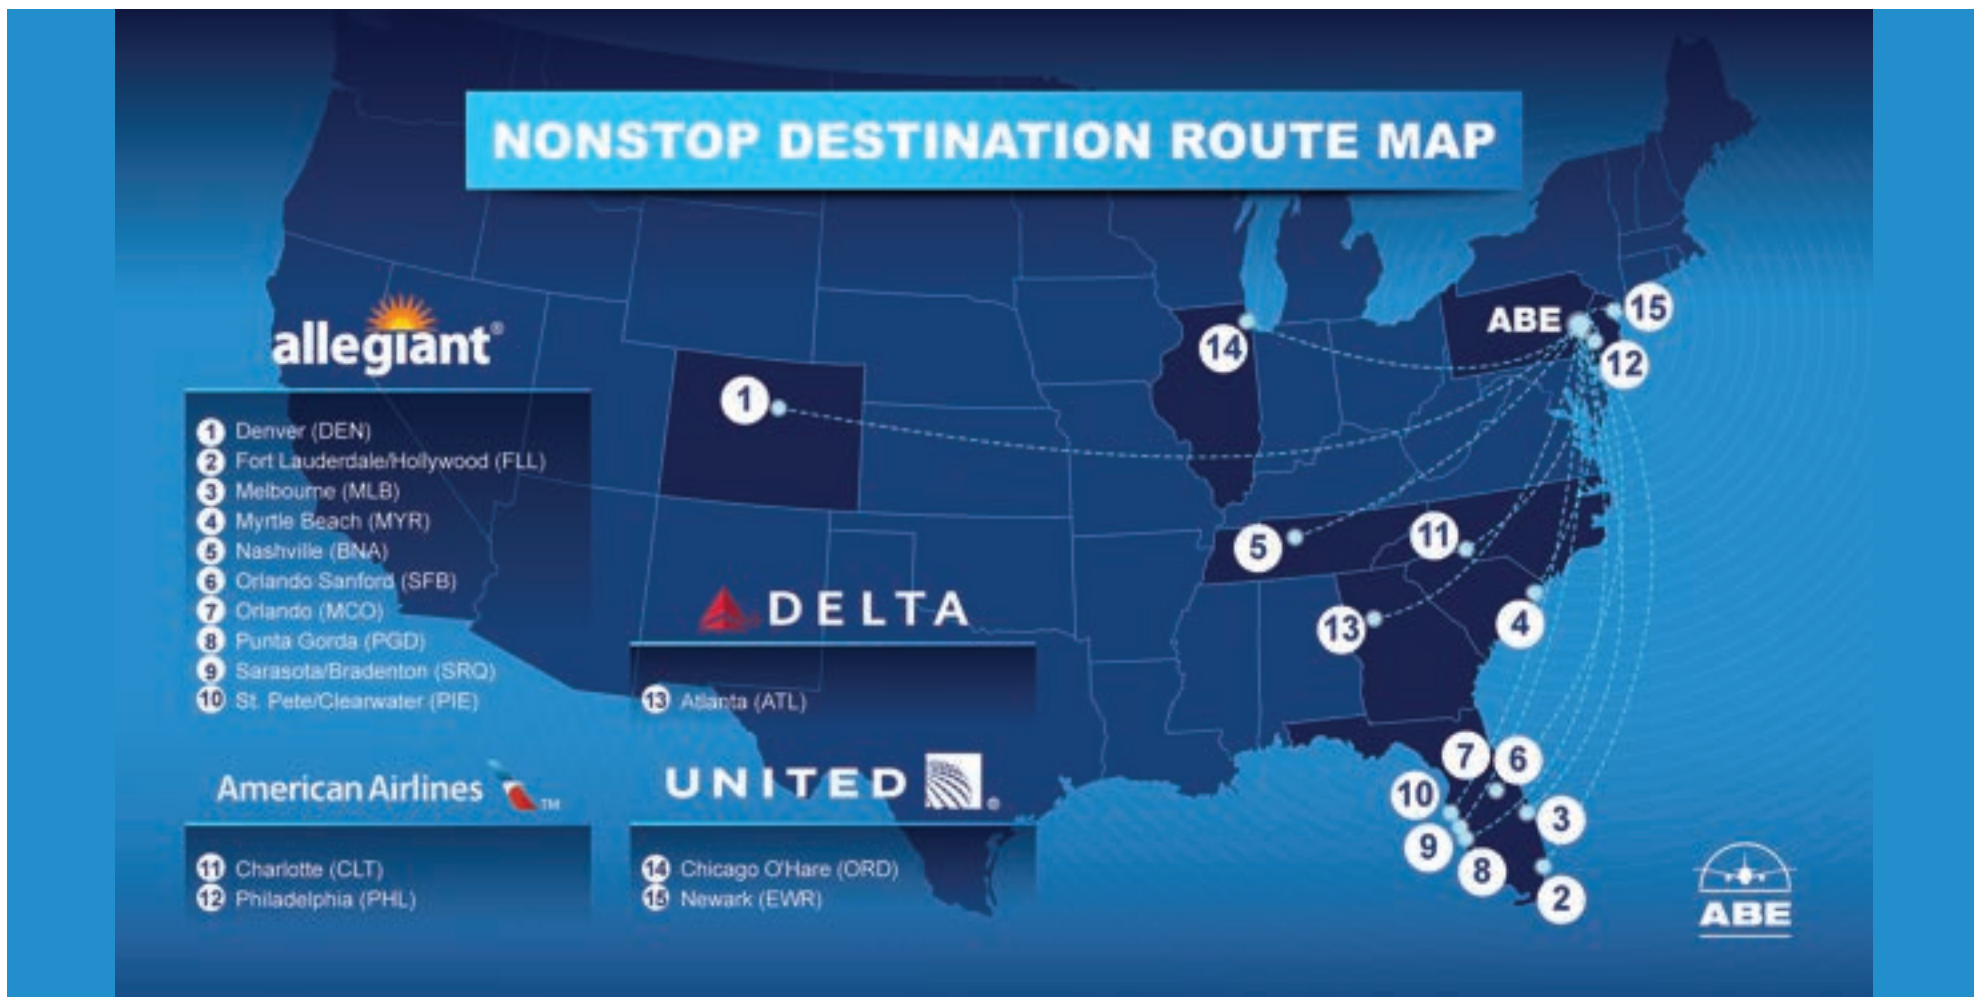 NONSTOP DESTINATION ROUTE MAP
allegiant®
1 Denver (DEN)
2 Fort Lauderdale/Hollywood (FLL)
3 Melbourne (MLB)
4 Myrtle Beach (MYR)
5 Nashville (BNA)
6 Orlando Sanford (SFB)
7 Orlando (MCO)
8 Punta Gorda (PGD)
9 Sarasota/Bradenton (SRQ)
10 St. Pete/Clearwater (PIE)
American Airlines TM
11 Charlotte (CLT)
12 Philadelphia (PHL)
DELTA
13 Atlanta (ATL)
UNITED ®
14 Chicago O'Hare (ORD)
15 Newark (EWR)
ABE
15
14
12
1
5
11
13
4
7
6
10
3
9
8
2
ABE